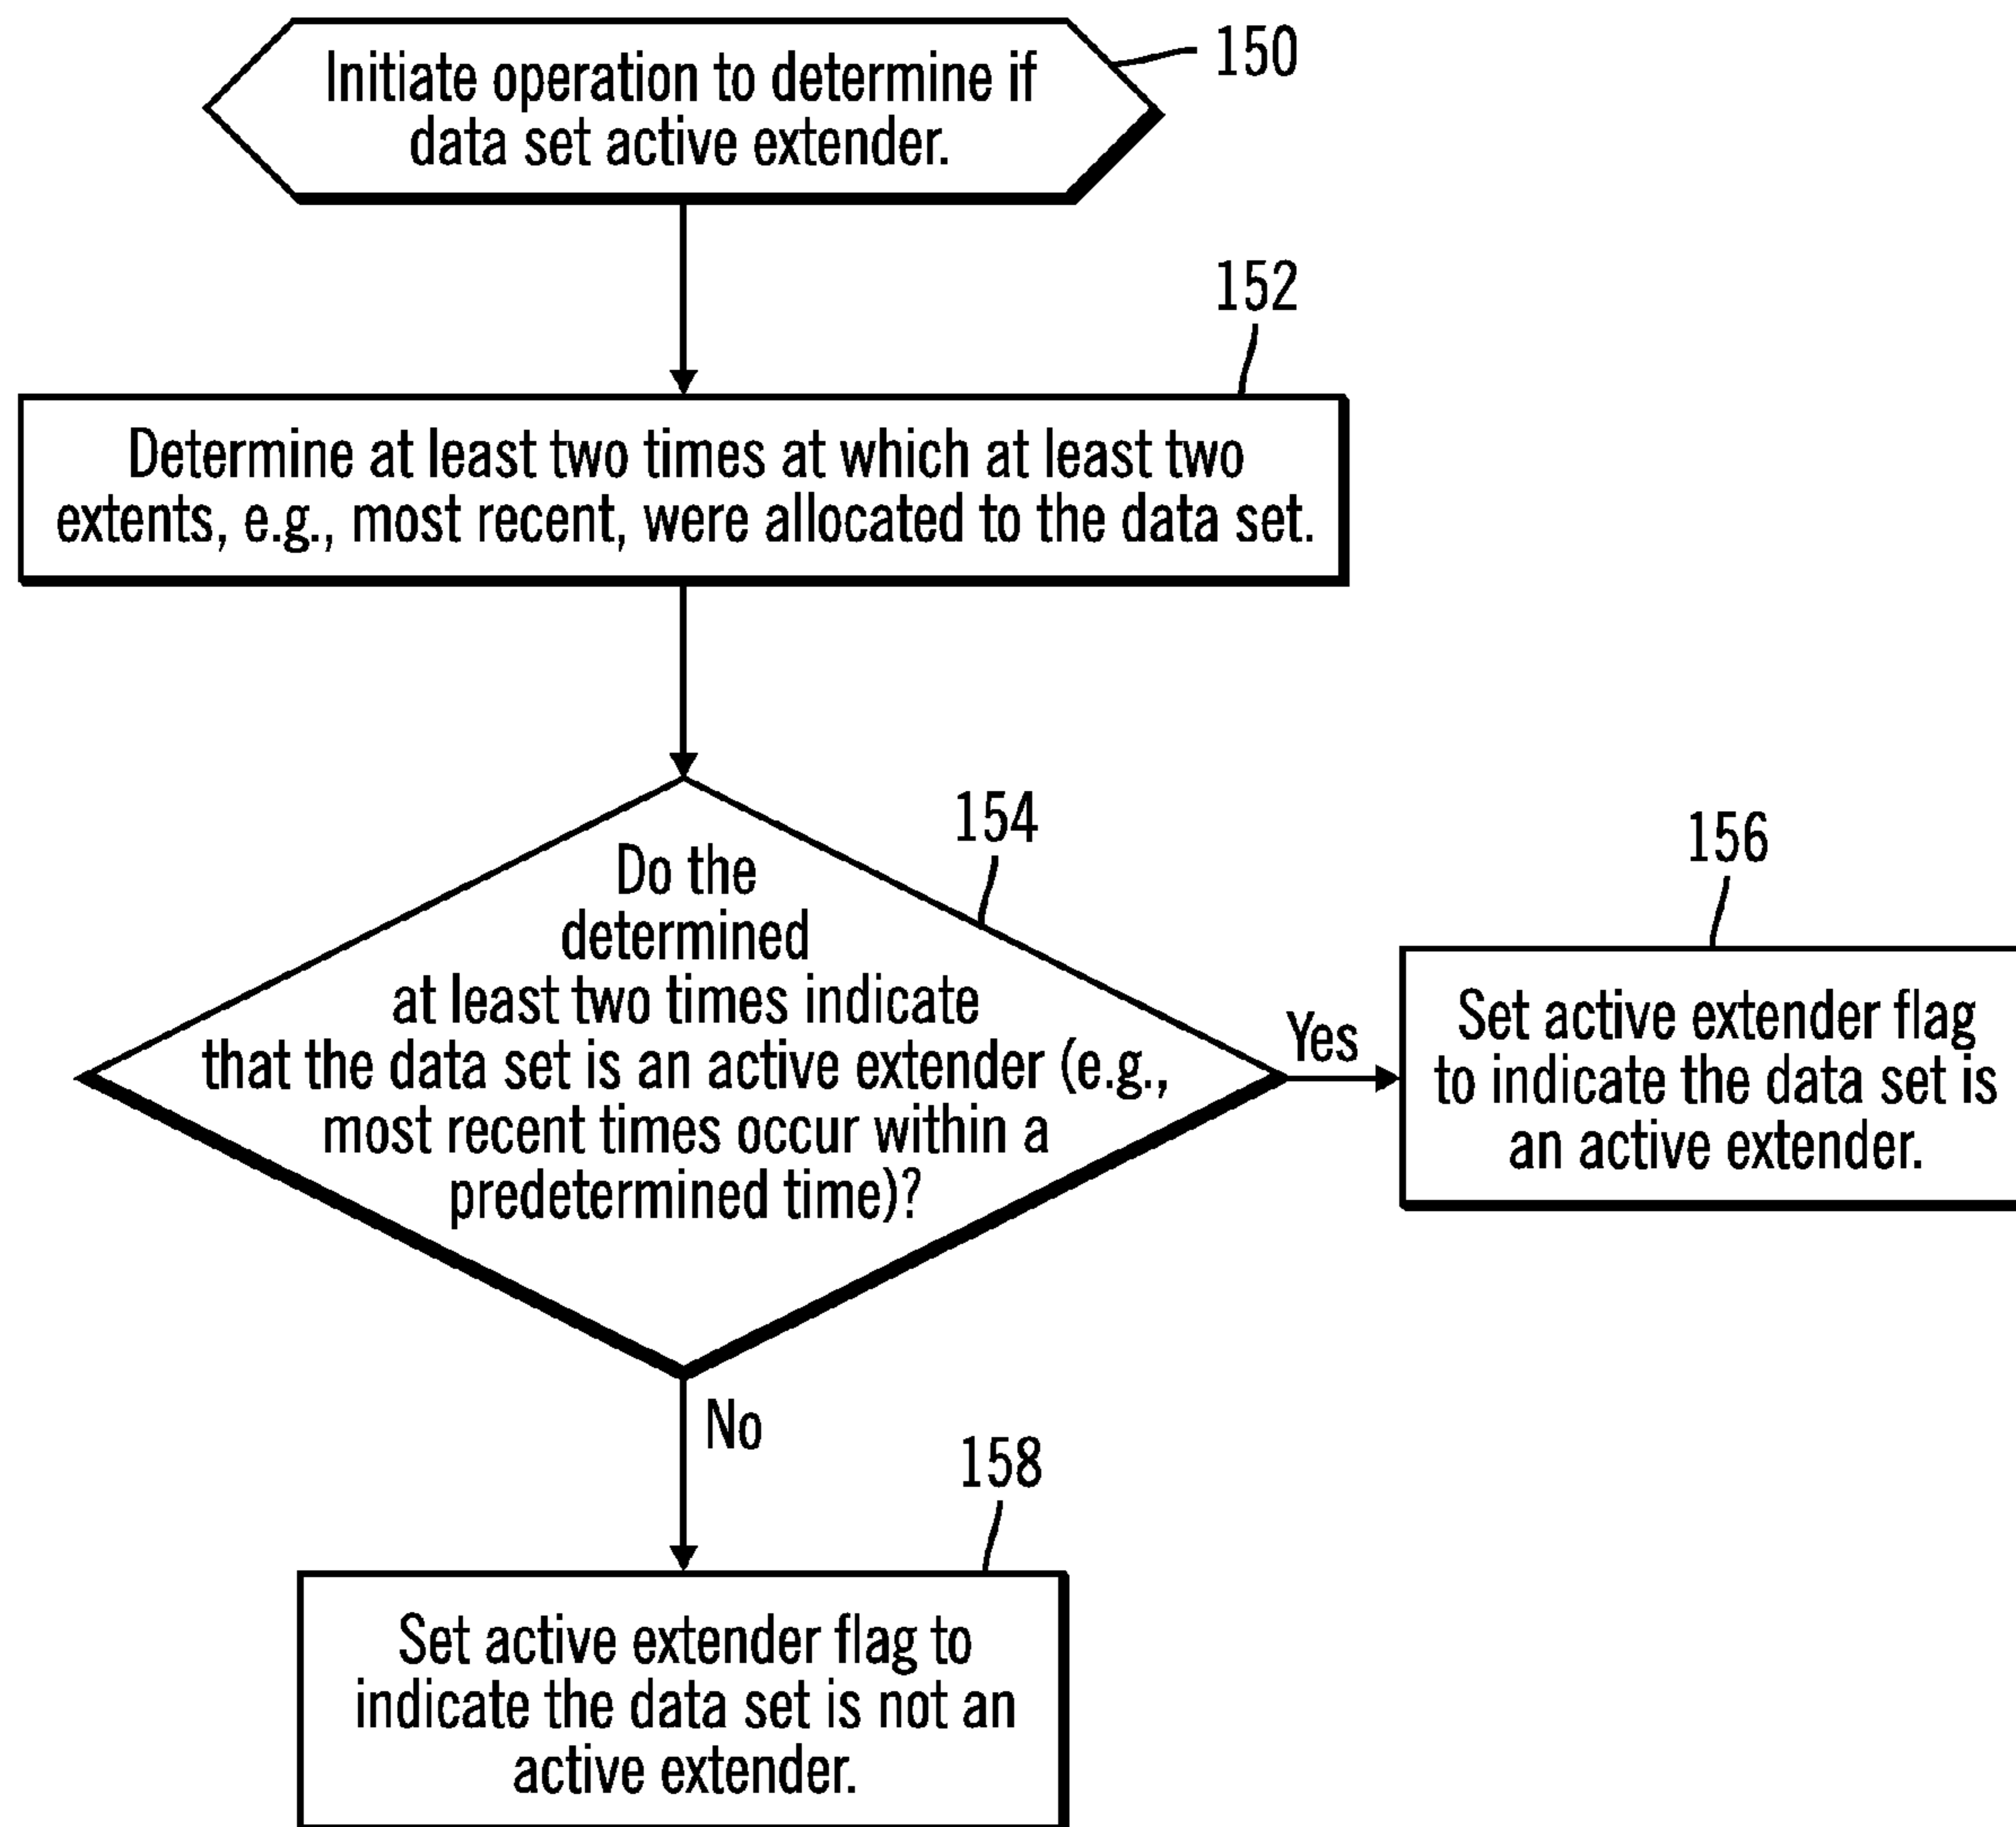 Initiate operation to determine if
data set active extender.
150
152
Determine at least two times at which at least two
extents, e.g., most recent, were allocated to the data set.
154
Do the
determined
at least two times indicate
that the data set is an active extender (e.g.,
most recent times occur within a
predetermined time)?
Yes
156
Set active extender flag
to indicate the data set is
an active extender.
No
158
Set active extender flag to
indicate the data set is not an
active extender.